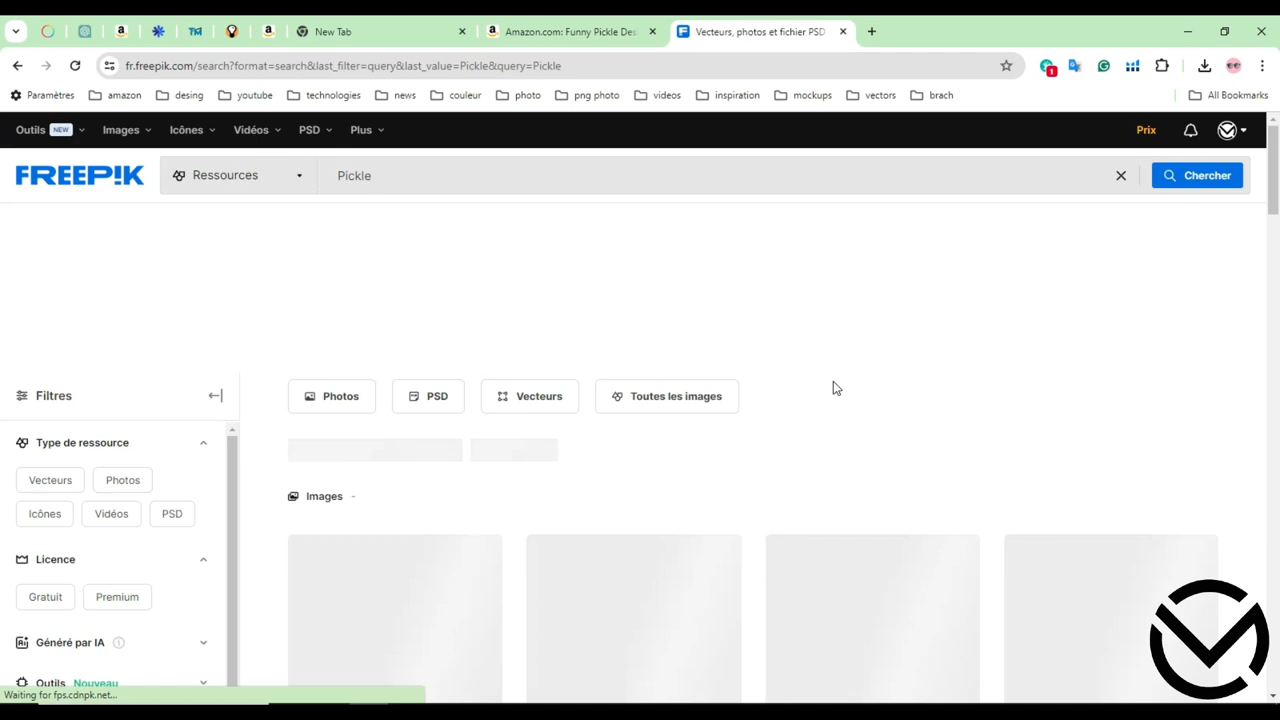 New Tab
Amazon.com: Funny Pickle Des
Vecteurs, photos et fichier PSD
fr.freepik.com/search?format=search&last_filter=query&last_value=Pickle&query=Pickle
1
Paramètres amazon desing youtube technologies news couleur photo png photo videos inspiration mockups vectors brach All Bookmarks
Outils NEW Images Icônes Vidéos PSD Plus Prix
FREEP!K Ressources Pickle Chercher
Filtres
Photos PSD Vecteurs Toutes les images
Type de ressource
Vecteurs Photos
Icônes Vidéos PSD
Images -
Licence
Gratuit Premium
Généré par IA
Outils Nouveau
Waiting for fps.cdnpk.net...